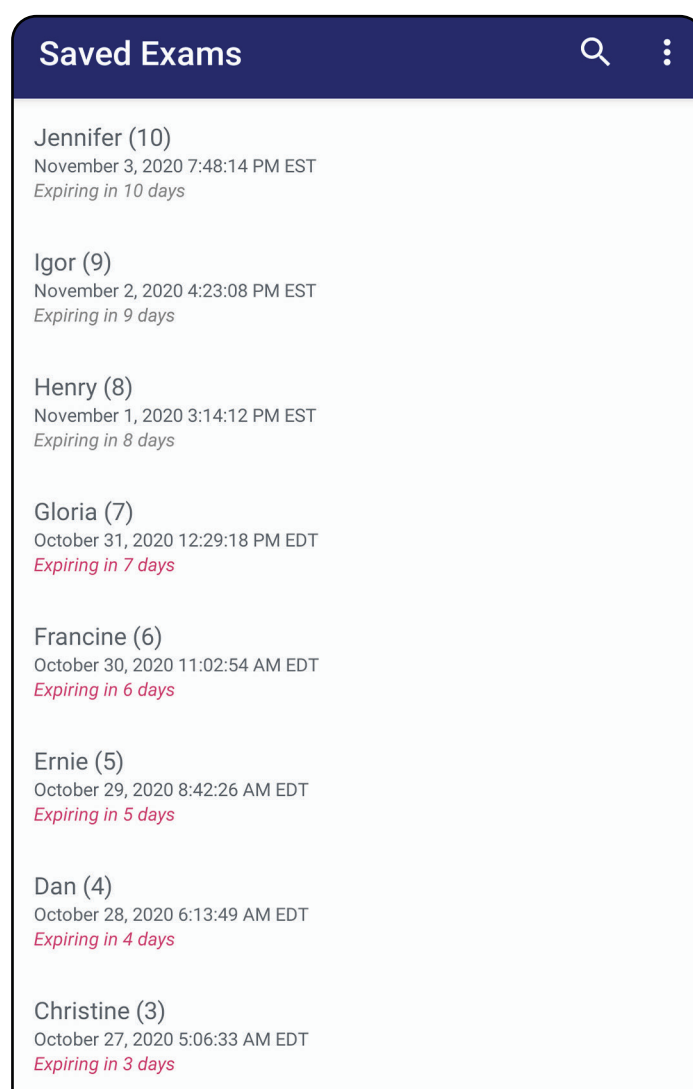 Saved Exams
Jennifer (10)
November 3, 2020 7:48:14 PM EST
Expiring in 10 days
Igor (9)
November 2, 2020 4:23:08 PM EST
Expiring in 9 days
Henry (8)
November 1, 2020 3:14:12 PM EST
Expiring in 8 days
Gloria (7)
October 31, 2020 12:29:18 PM EDT
Expiring in 7 days
Francine (6)
October 30, 2020 11:02:54 AM EDT
Expiring in 6 days
Ernie (5)
October 29, 2020 8:42:26 AM EDT
Expiring in 5 days
Dan (4)
October 28, 2020 6:13:49 AM EDT
Expiring in 4 days
Christine (3)
October 27, 2020 5:06:33 AM EDT
Expiring in 3 days